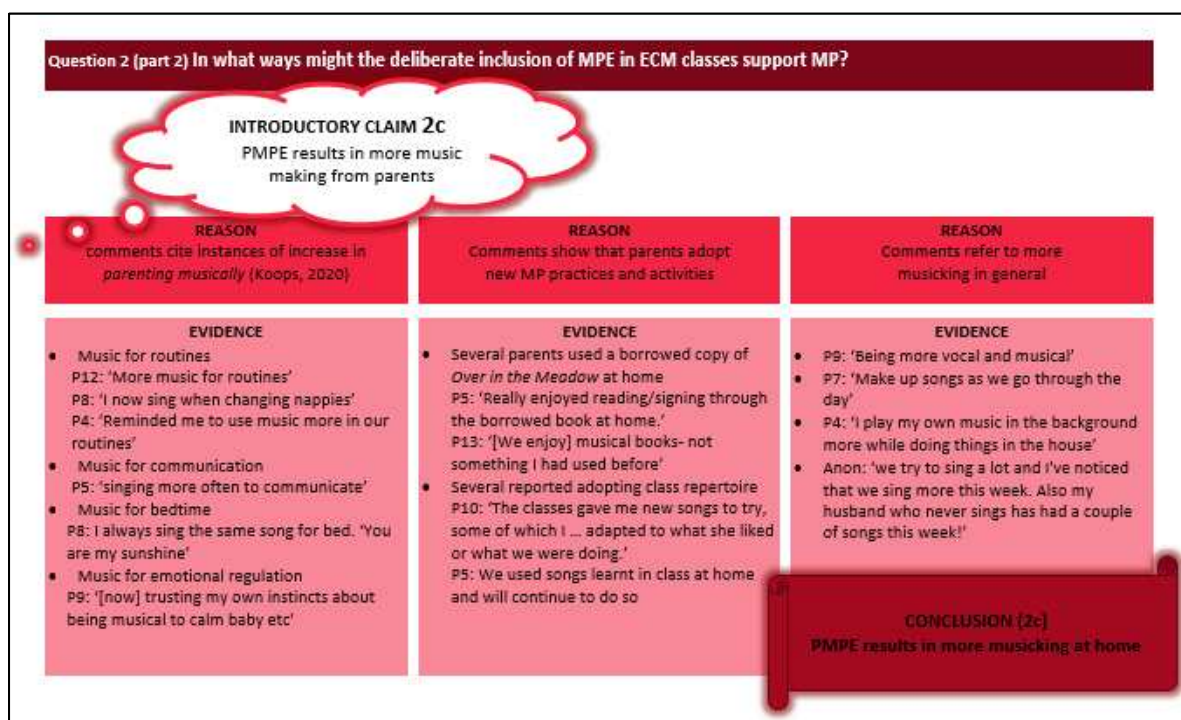 Question 2 (part 2) In what ways might the deliberate inclusion of MPE in ECM classes support MP?
INTRODUCTORY CLAIM 2C
PMPE results in more music
making from parents
REASON
comments cite instances of increase in
parenting musically (Koops, 2020)
REASON
Comments show that parents adopt
new MP practices and activities
REASON
Comments refer to more
musicking in general
EVIDENCE
• Music for routines
P12: ‘More music for routines’
P8: ‘I now sing when changing nappies’
P4: ‘Reminded me to use music more in our
routines’
• Music for communication
P5: ‘singing more often to communicate’
• Music for bedtime
P8: I always sing the same song for bed. ‘You
are my sunshine’
• Music for emotional regulation
P9: ‘[now] trusting my own instincts about
being musical to calm baby etc’
EVIDENCE
• Several parents used a borrowed copy of
Over in the Meadow at home
P5: ‘Really enjoyed reading/signing through
the borrowed book at home.’
P13: ‘[We enjoy] musical books- not
something I had used before’
• Several reported adopting class repertoire
P10: ‘The classes gave me new songs to try,
some of which I ... adapted to what she liked
or what we were doing.’
P5: We used songs learnt in class at home
and will continue to do so
EVIDENCE
• P9: ‘Being more vocal and musical’
• P7: ‘Make up songs as we go through the
day’
• P4: ‘I play my own music in the background
more while doing things in the house’
• Anon: ‘we try to sing a lot and I've noticed
that we sing more this week. Also my
husband who never sings has had a couple
of songs this week!’
CONCLUSION (2c)
PMPE results in more musicking at home